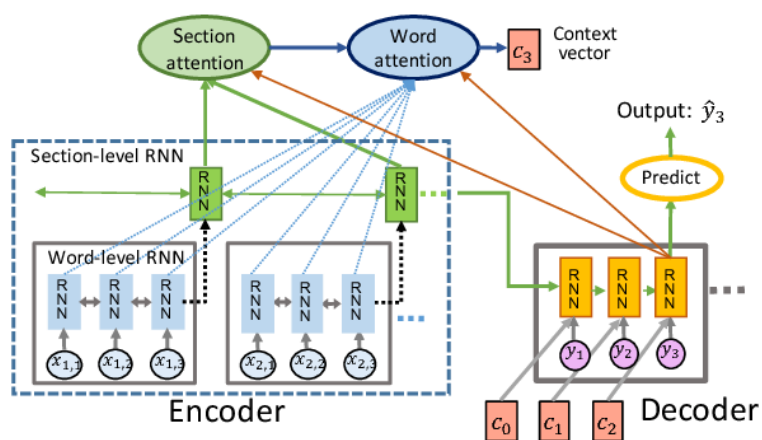 Section
attention
Word
attention
c₃
Context
vector
Output: ŷ₃
Predict
Section-level RNN
RNN
RNN
Word-level RNN
RNN
RNN
RNN
RNN
RNN
RNN
x₁,₁
x₁,₂
x₁,₃
x₂,₁
x₂,₂
x₂,₃
RNN
RNN
RNN
y₁
y₂
y₃
Encoder
Decoder
c₀
c₁
c₂